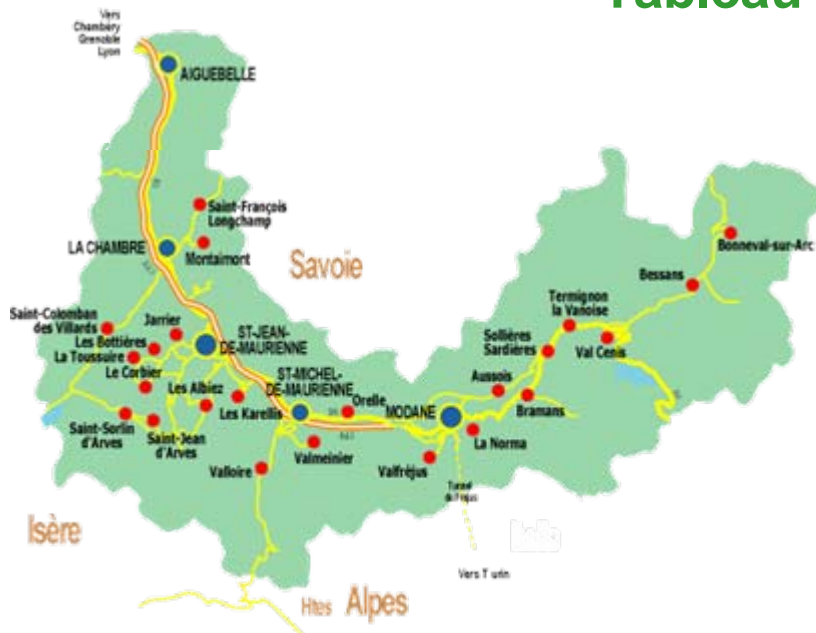 Tableau
Vers
Chambéry
Grenoble
Lyon
AIGUEBELLE
Saint-François
Longchamp
LA CHAMBRE
Montaimont
Savoie
Bonneval-sur-Arc
Bessans
Termignon
la Vanoise
Saint-Colomban
des Villards
Jarrier
Les Bottières
La Toussuire
Le Corbier
ST-JEAN-
DE-MAURIENNE
Sollières
Sardières
Val Cenis
ST-MICHEL-
DE-MAURIENNE
Les Albiez
Les Karellis
Orelle
Aussois
MODANE
Bramans
Saint-Sorlin
d'Arves
Saint-Jean
d'Arves
La Norma
Valmeinier
Valloire
Valfréjus
Tunnel
du Fréjus
Isère
Vers Turin
Htes Alpes